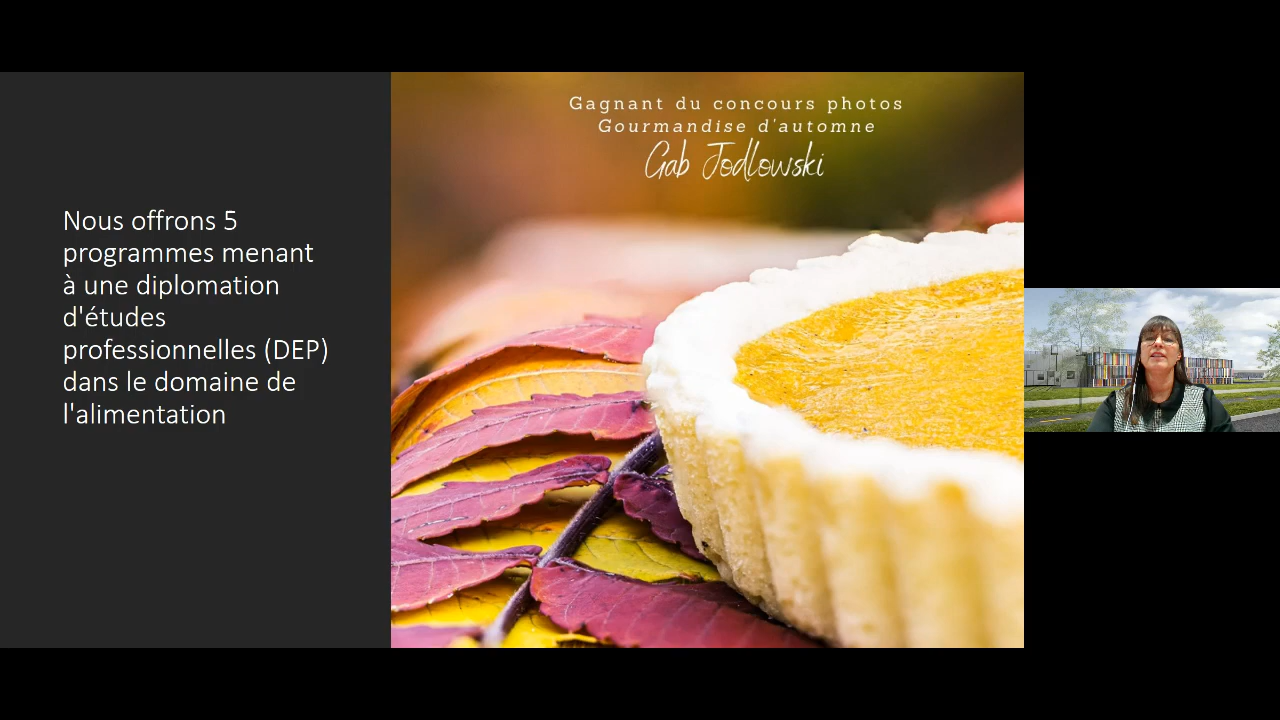 Nous offrons 5
programmes menant
à une diplomation
d'études
professionnelles (DEP)
dans le domaine de
l'alimentation
Gagnant du concours photos
Gourmandise d'automne
Gab Jodlowski